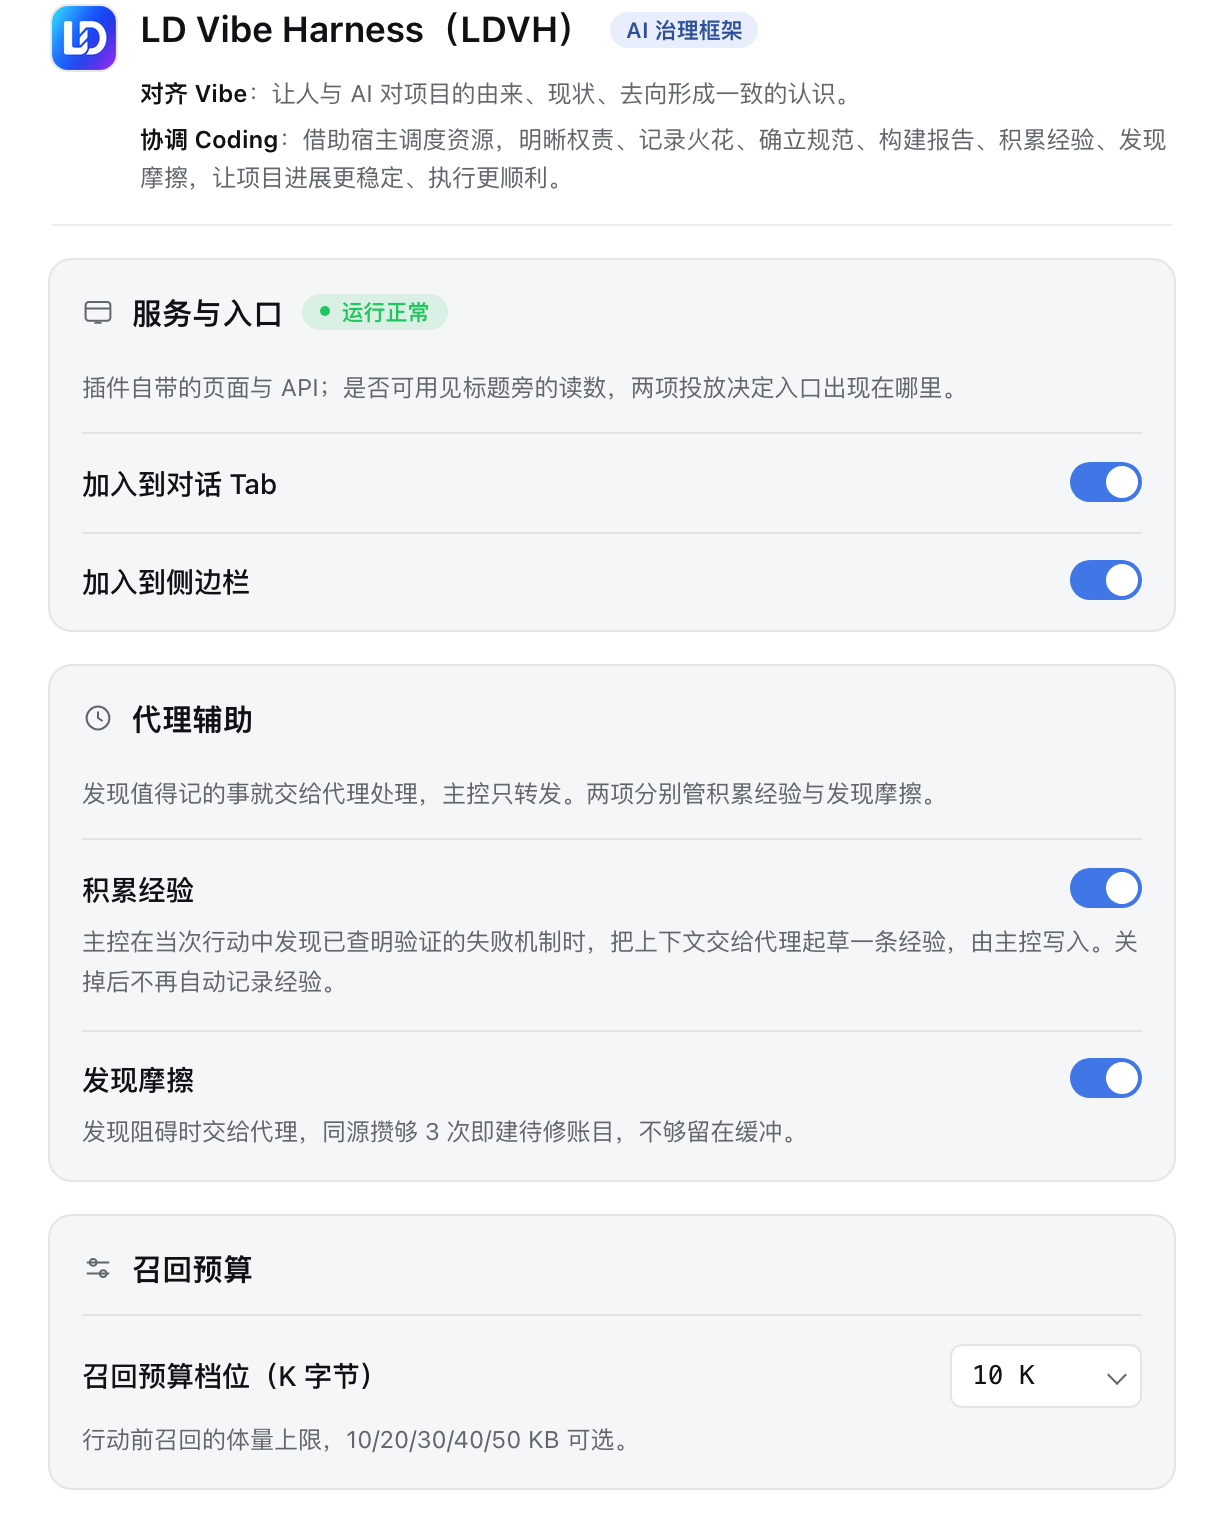 LD Vibe Harness（LDVH） AI 治理框架
对齐 Vibe：让人与 AI 对项目的由来、现状、去向形成一致的认识。
协调 Coding：借助宿主调度资源，明晰权责、记录火花、确立规范、构建报告、积累经验、发现
摩擦，让项目进展更稳定、执行更顺利。
服务与入口 运行正常
插件自带的页面与 API；是否可用见标题旁的读数，两项投放决定入口出现在哪里。
加入到对话 Tab
加入到侧边栏
代理辅助
发现值得记的事就交给代理处理，主控只转发。两项分别管积累经验与发现摩擦。
积累经验
主控在当次行动中发现已查明验证的失败机制时，把上下文交给代理起草一条经验，由主控写入。关
掉后不再自动记录经验。
发现摩擦
发现阻碍时交给代理，同源攒够 3 次即建待修账目，不够留在缓冲。
召回预算
召回预算档位（K 字节） 10 K
行动前召回的体量上限，10/20/30/40/50 KB 可选。